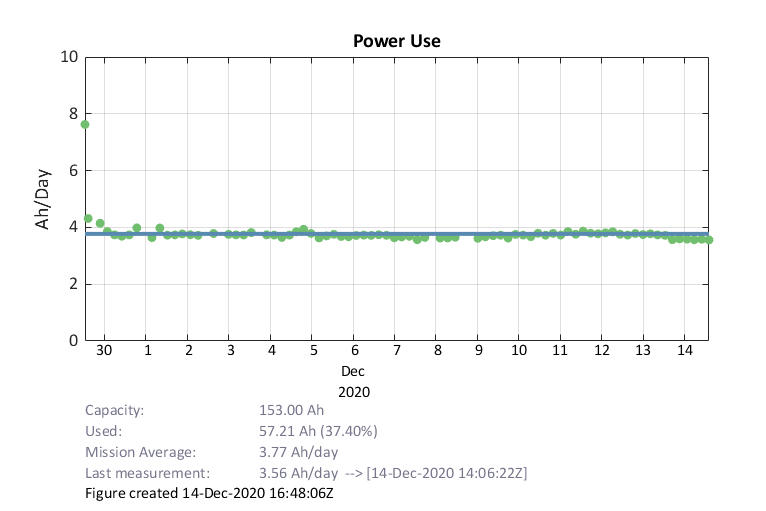 Power Use
10
8
6
4
2
0
Ah/Day
30 1 2 3 4 5 6 7 8 9 10 11 12 13 14
Dec
2020
Capacity: 153.00 Ah
Used: 57.21 Ah (37.40%)
Mission Average: 3.77 Ah/day
Last measurement: 3.56 Ah/day --> [14-Dec-2020 14:06:22Z]
Figure created 14-Dec-2020 16:48:06Z